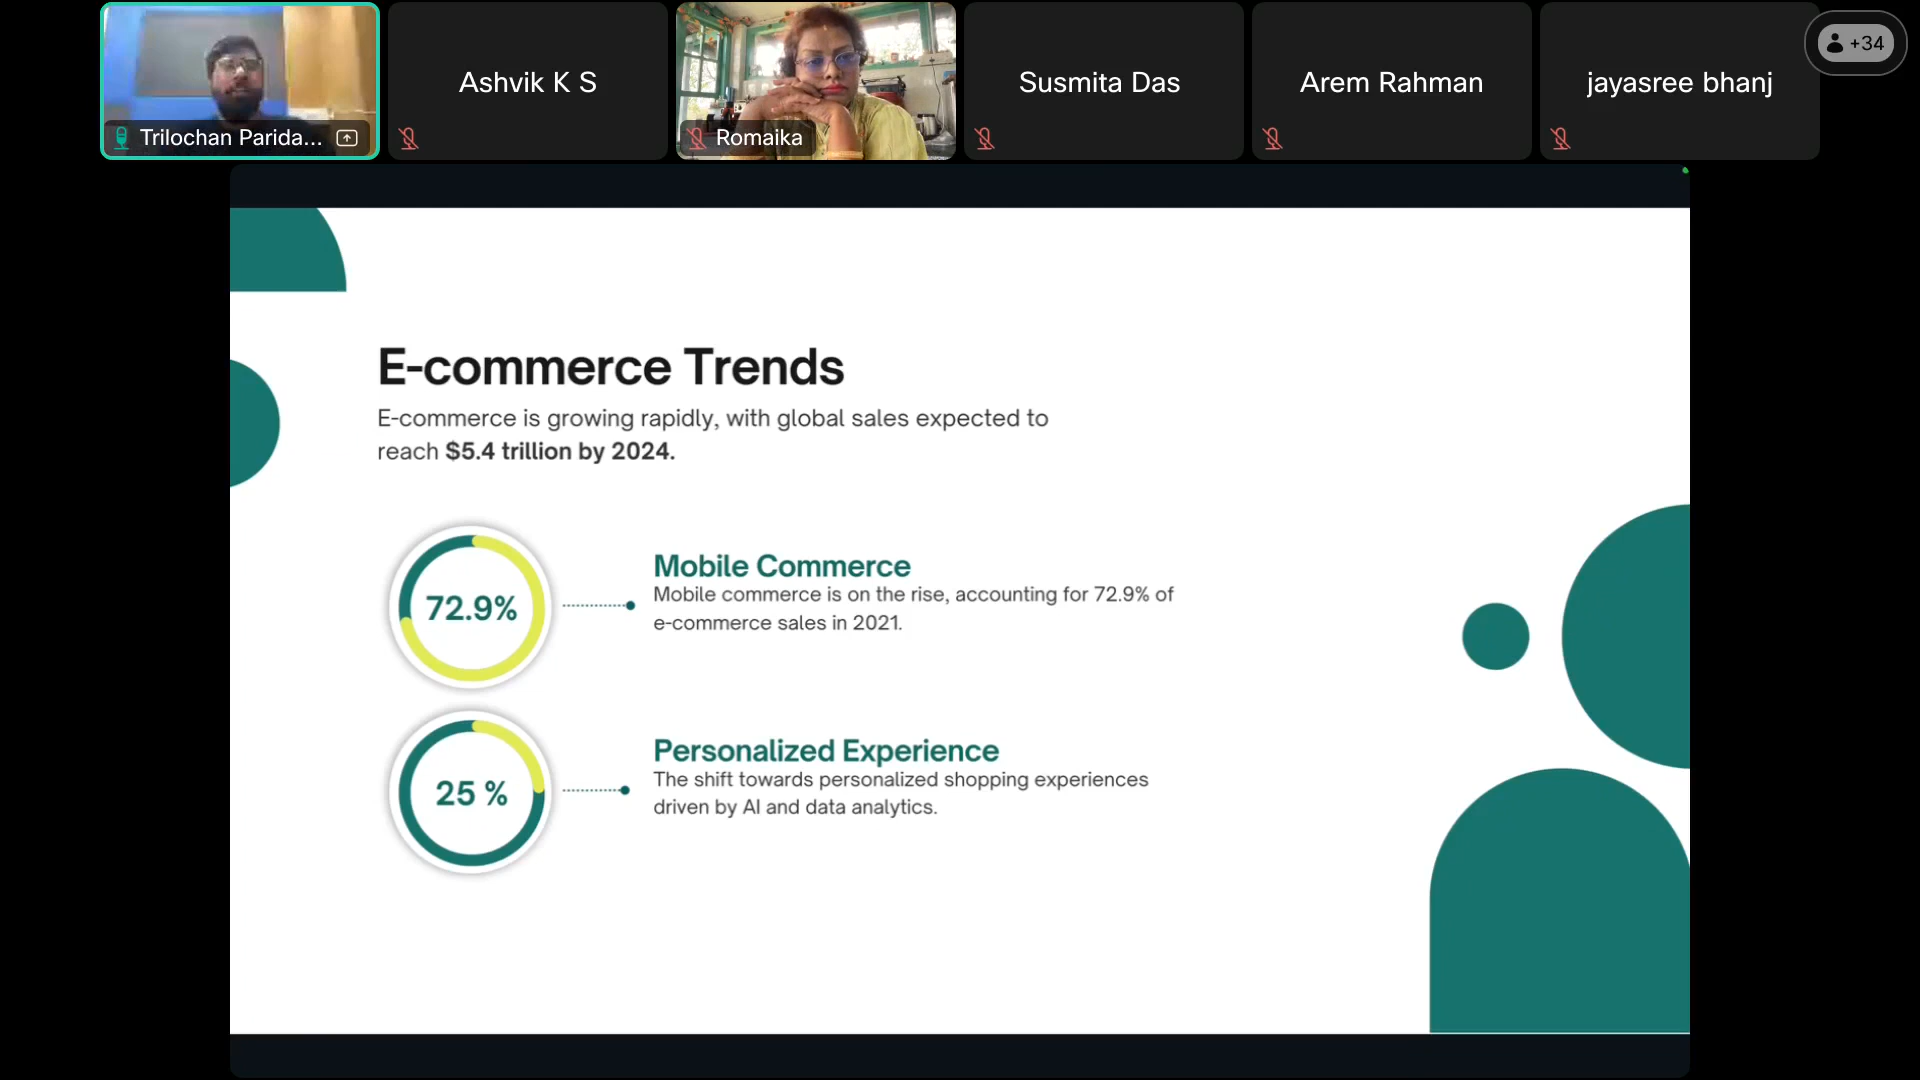 Trilochan Parida...
Ashvik K S
Romaika
Susmita Das
Arem Rahman
jayasree bhanj
+34
E-commerce Trends
E-commerce is growing rapidly, with global sales expected to
reach $5.4 trillion by 2024.
72.9%
Mobile Commerce
Mobile commerce is on the rise, accounting for 72.9% of
e-commerce sales in 2021.
25 %
Personalized Experience
The shift towards personalized shopping experiences
driven by AI and data analytics.